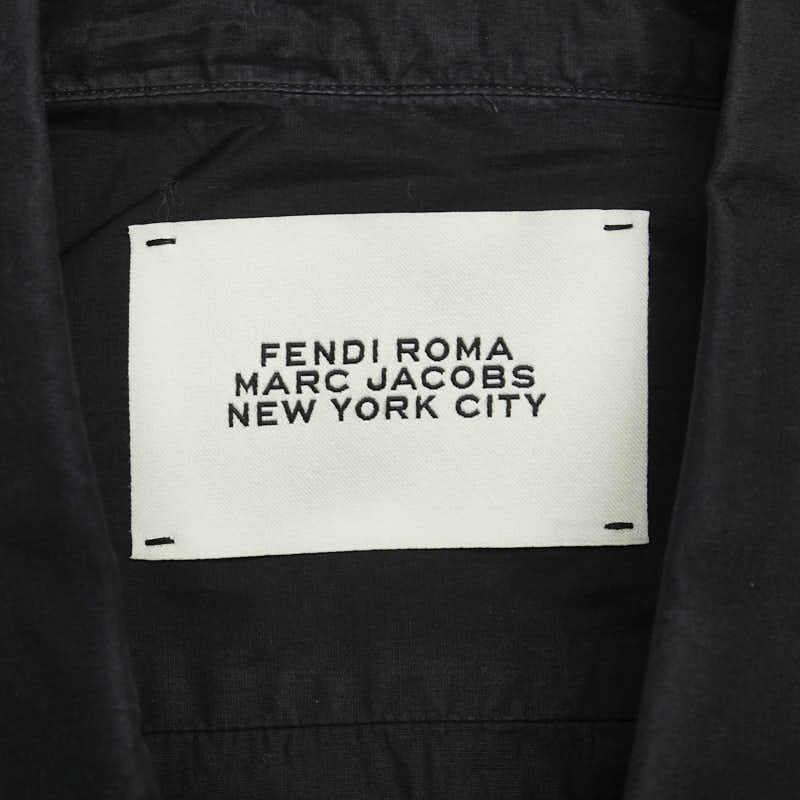 FENDI ROMA
MARC JACOBS
NEW YORK CITY